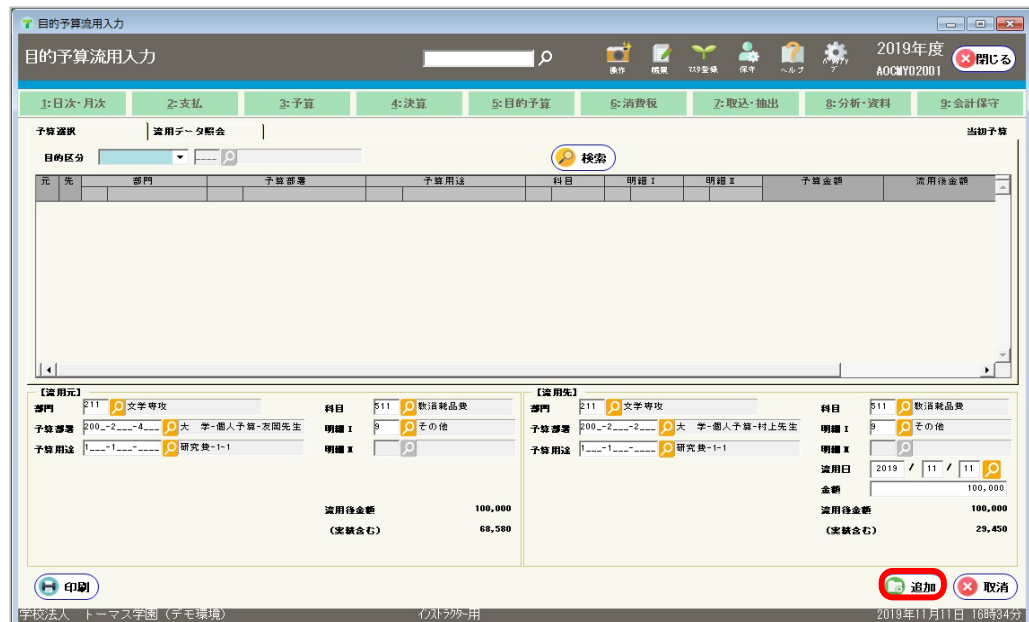 目的予算流用入力
目的予算流用入力 操作 帳票 ﾏｽﾀ登録 保守 ヘルプ 2019年度 AOCMY02001 閉じる
1:日次・月次 2:支払 3:予算 4:決算 5:目的予算 6:消費税 7:取込・抽出 8:分析・資料 9:会計保守
予算選択 流用データ照会 当初予算
目的区分 ____ 検索
元 先 部門 予算部署 予算用途 科目 明細Ⅰ 明細Ⅱ 予算金額 流用後金額
【流用元】
部門 211 文学専攻 科目 511 教消耗品費
予算部署 200_-2___-4___ 大 学-個人予算-友岡先生 明細Ⅰ 9 その他
予算用途 1___-1___-____ 研究費-1-1 明細Ⅱ
流用後金額 100,000
(実績含む) 68,580
【流用先】
部門 211 文学専攻 科目 511 教消耗品費
予算部署 200_-2___-2___ 大 学-個人予算-村上先生 明細Ⅰ 9 その他
予算用途 1___-1___-____ 研究費-1-1 明細Ⅱ
流用日 2019 / 11 / 11
金額 100,000
流用後金額 100,000
(実績含む) 29,450
印刷 追加 取消
学校法人 トーマス学園(デモ環境) ｲﾝｽﾄﾗｸﾀｰ用 2019年11月11日 16時34分